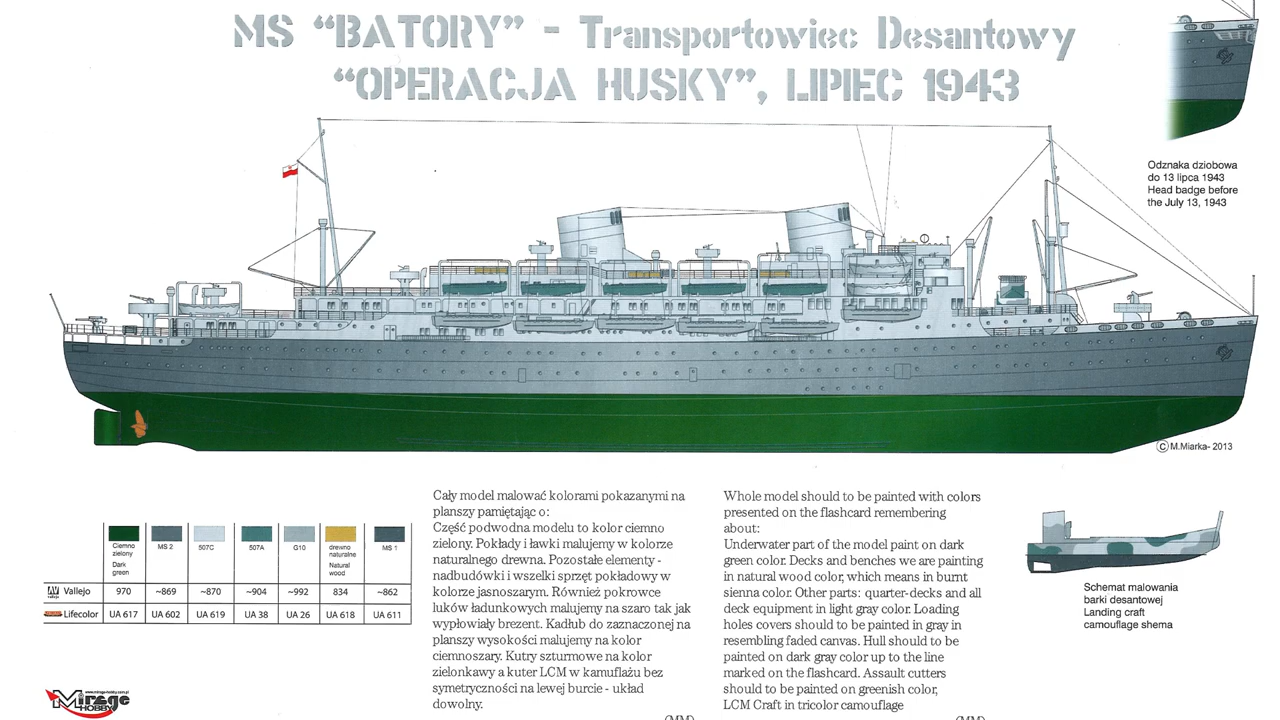 MS “BATORY” - Transportowiec Desantowy
“OPERACJA HUSKY”, LIPIEC 1943
Odznaka dziobowa
do 13 lipca 1943
Head badge before
the July 13, 1943
© M.Miarka- 2013
Ciemno zielony Dark green
MS 2
507C
507A
G10
drewno naturalne Natural wood
MS 1
Vallejo 970 ~869 ~870 ~904 ~992 834 ~862
Lifecolor UA 617 UA 602 UA 619 UA 38 UA 26 UA 618 UA 611
Cały model malować kolorami pokazanymi na
planszy pamiętając o:
Część podwodna modelu to kolor ciemno
zielony. Pokłady i ławki malujemy w kolorze
naturalnego drewna. Pozostałe elementy -
nadbudówki i wszelki sprzęt pokładowy w
kolorze jasnoszarym. Również pokrowce
luków ładunkowych malujemy na szaro tak jak
wypłowiały brezent. Kadłub do zaznaczonej na
planszy wysokości malujemy na kolor
ciemnoszary. Kutry szturmowe na kolor
zielonkawy a kuter LCM w kamuflażu bez
symetryczności na lewej burcie - układ
dowolny.
(MM)
Whole model should to be painted with colors
presented on the flashcard remembering
about:
Underwater part of the model paint on dark
green color. Decks and benches we are painting
in natural wood color, which means in burnt
sienna color. Other parts: quarter-decks and all
deck equipment in light gray color. Loading
holes covers should to be painted in gray in
resembling faded canvas. Hull should to be
painted on dark gray color up to the line
marked on the flashcard. Assault cutters
should to be painted on greenish color,
LCM Craft in tricolor camouflage
(MM)
Schemat malowania
barki desantowej
Landing craft
camouflage shema
www.mirage-hobby.com.pl
Mirage
HOBBY